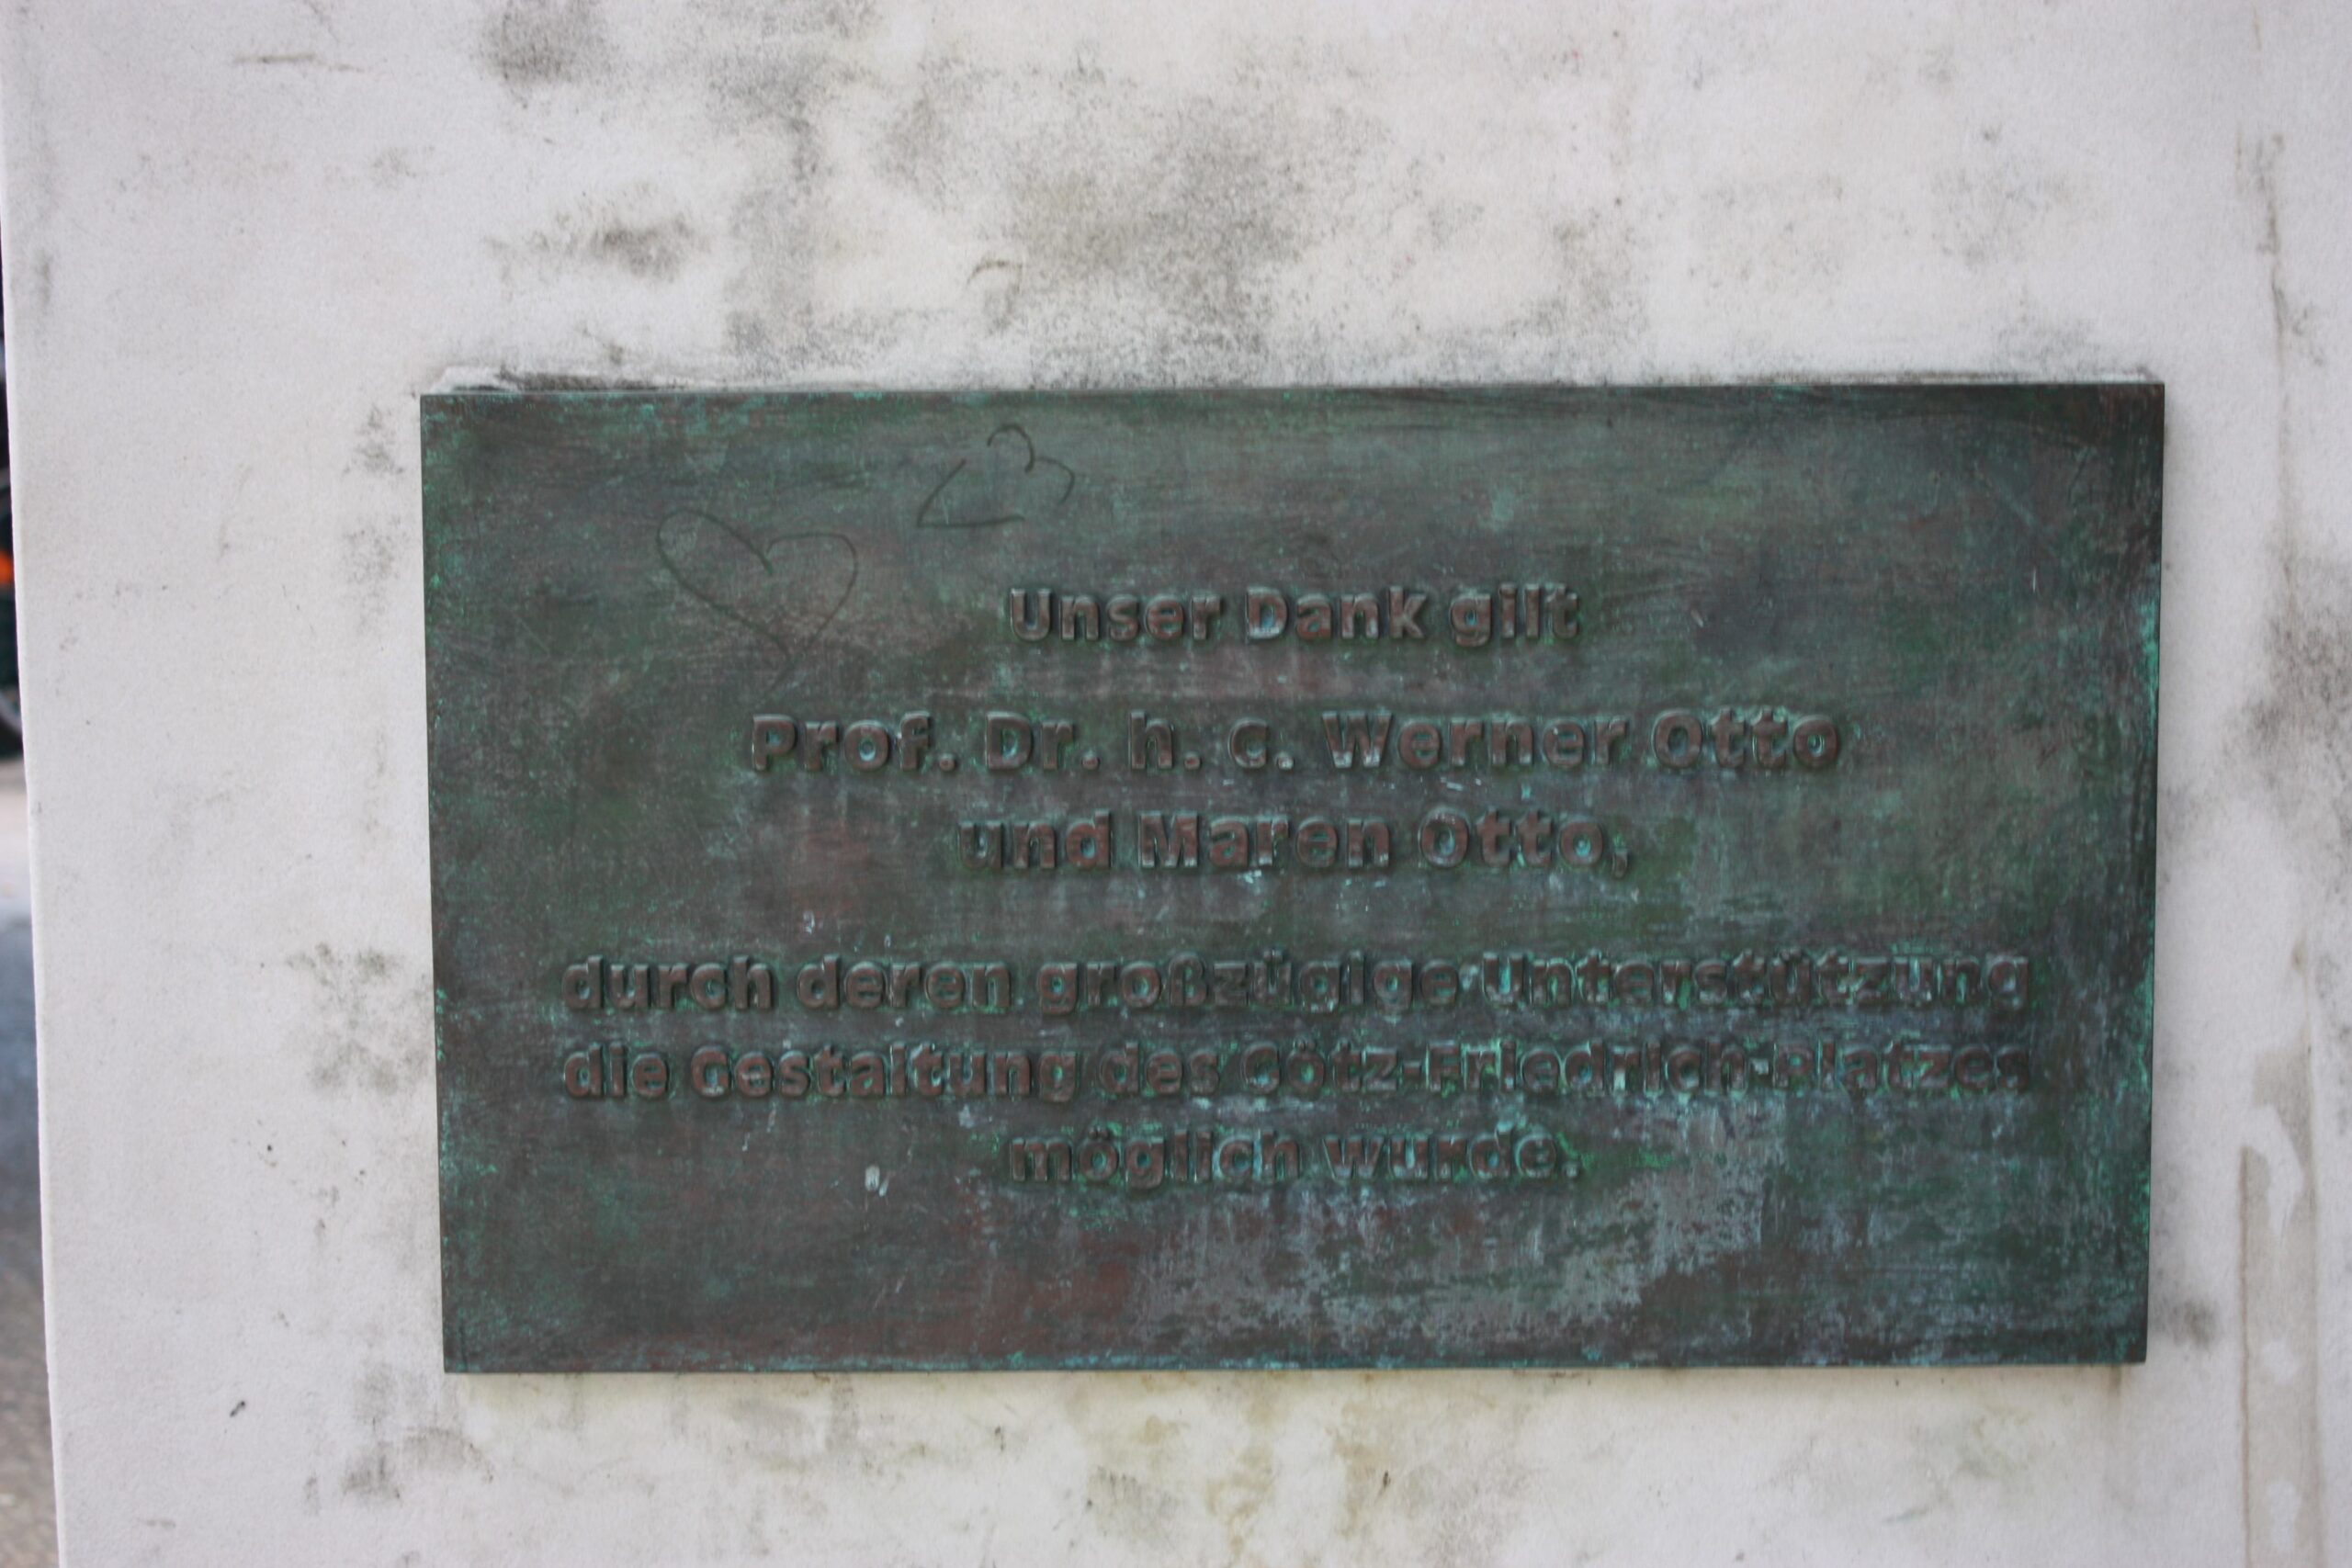 <3
Unser Dank gilt
Prof. Dr. h. c. Werner Otto
und Maren Otto,
durch deren großzügige Unterstützung
die Gestaltung des Götz-Friedrich-Platzes
möglich wurde.